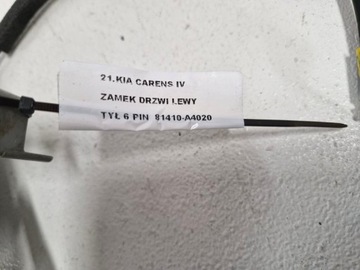 21.KIA CARENS IV
ZAMEK DRZWI LEWY
TYŁ 6 PIN 81410-A4020